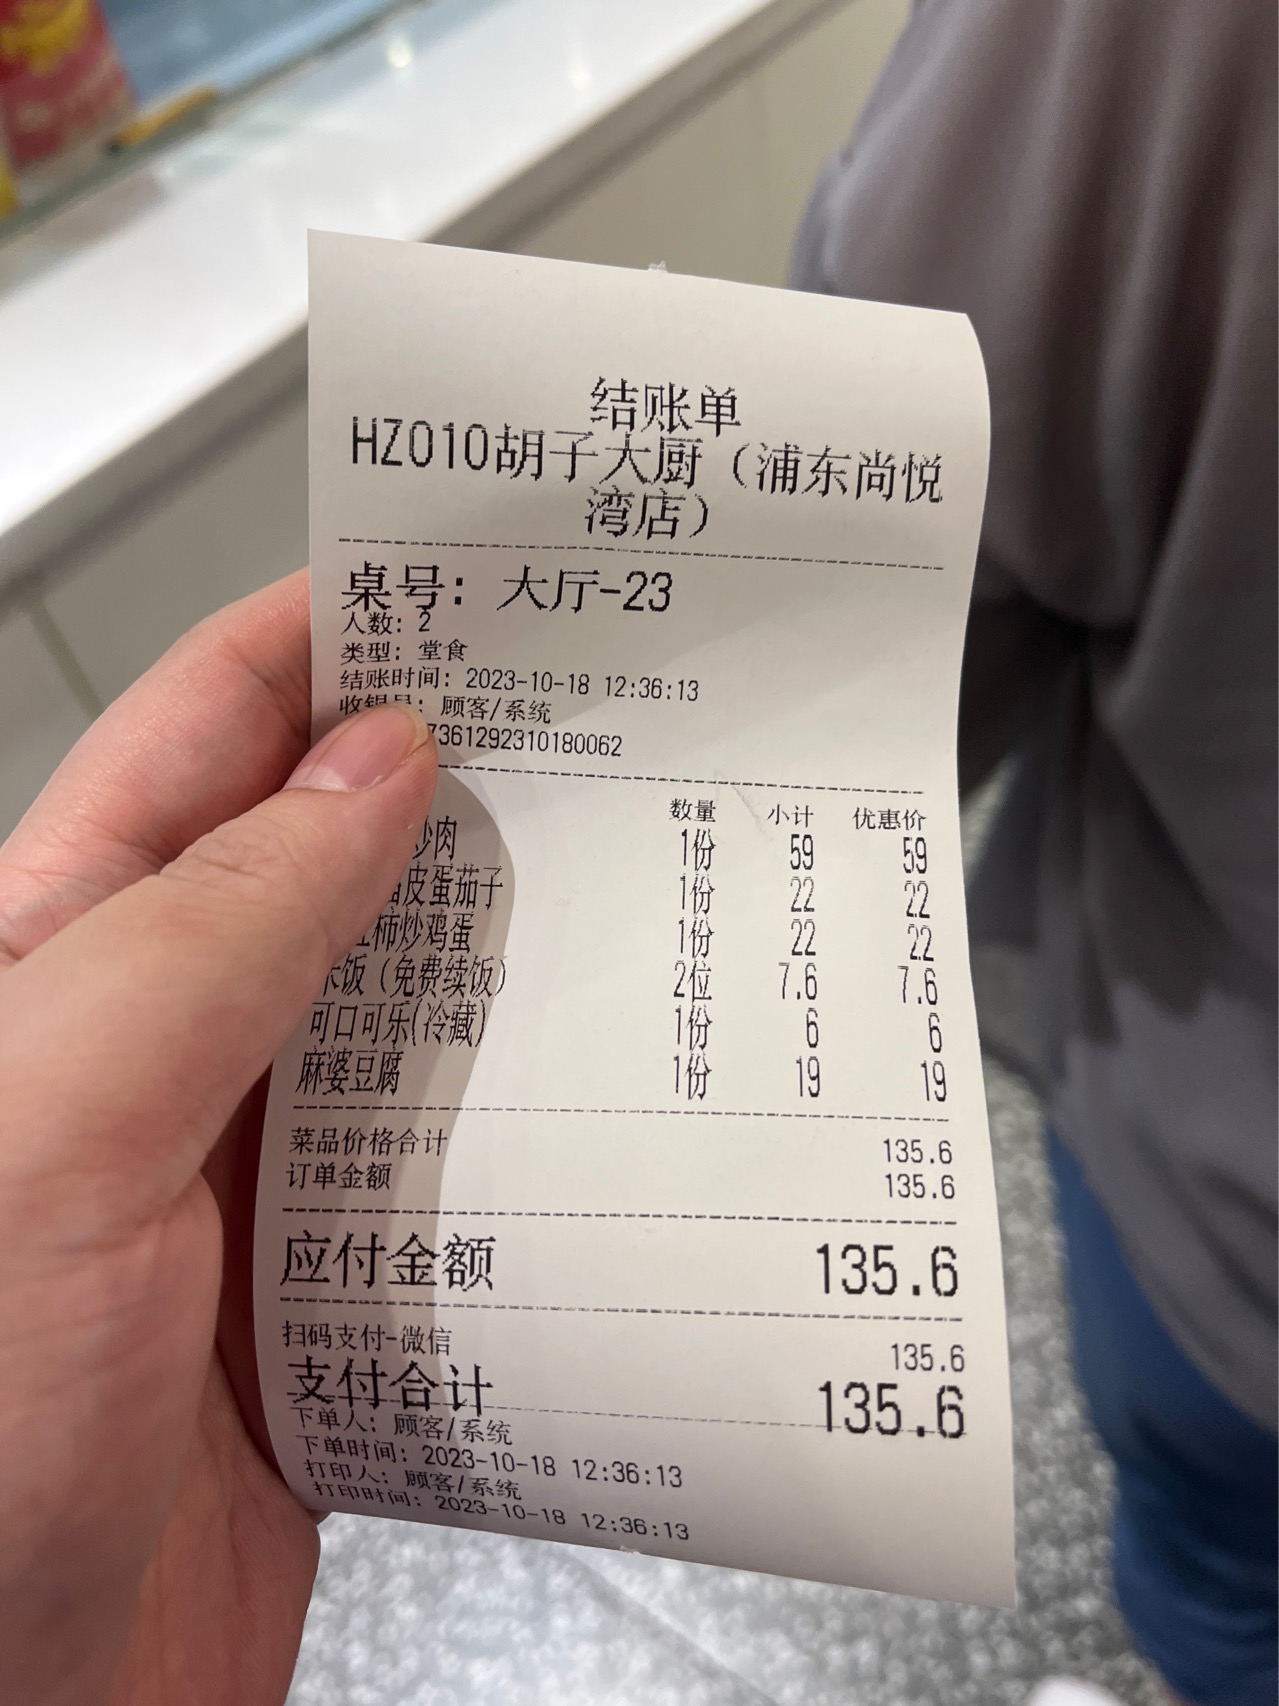 结账单
HZ010胡子大厨（浦东尚悦
湾店）
桌号：大厅-23
人数：2
类型：堂食
结账时间：2023-10-18 12:36:13
收银员：顾客/系统
7361292310180062
数量 小计 优惠价
炒肉 1份 59 59
皮蛋茄子 1份 22 22
红柿炒鸡蛋 1份 22 22
米饭（免费续饭） 2位 7.6 7.6
可口可乐(冷藏) 1份 6 6
麻婆豆腐 1份 19 19
菜品价格合计 135.6
订单金额 135.6
应付金额 135.6
扫码支付-微信 135.6
支付合计 135.6
下单人：顾客/系统
下单时间：2023-10-18 12:36:13
打印人：顾客/系统
打印时间：2023-10-18 12:36:13